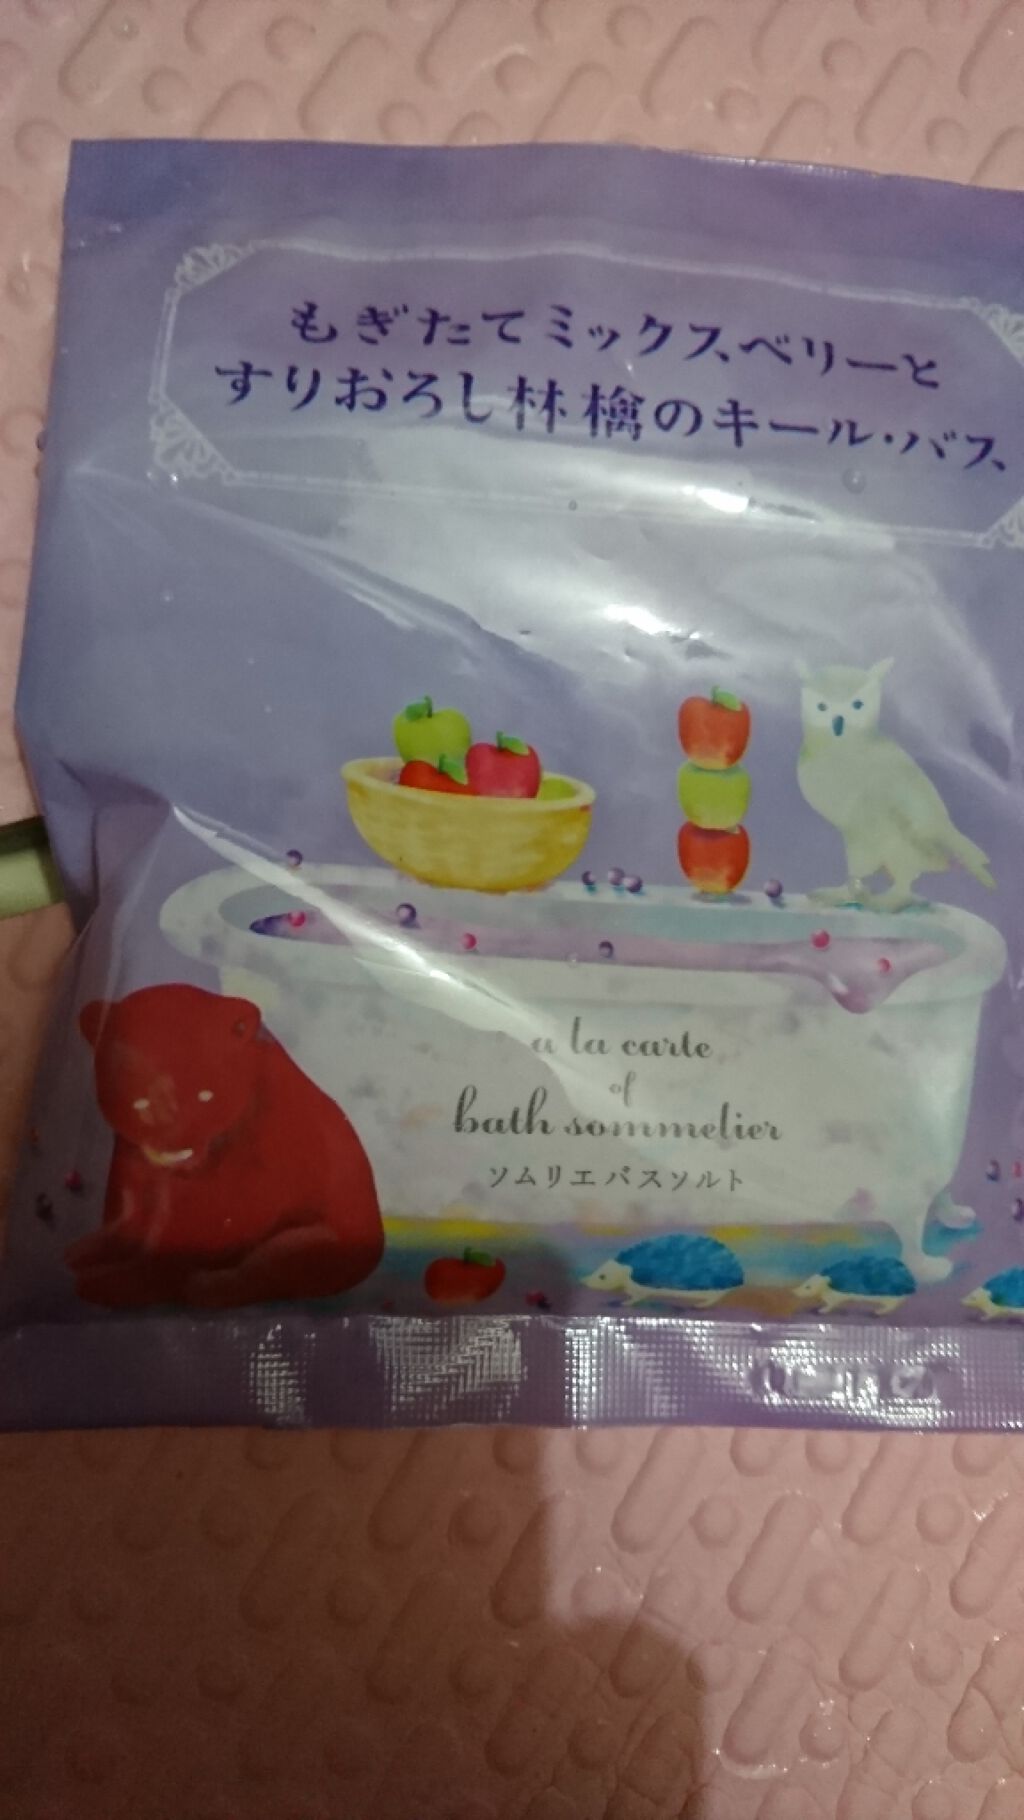 もぎたてミックスベリーと
すりおろし林檎のキール・バス
a la carte
of
bath sommelier
ソムリエバスソルト